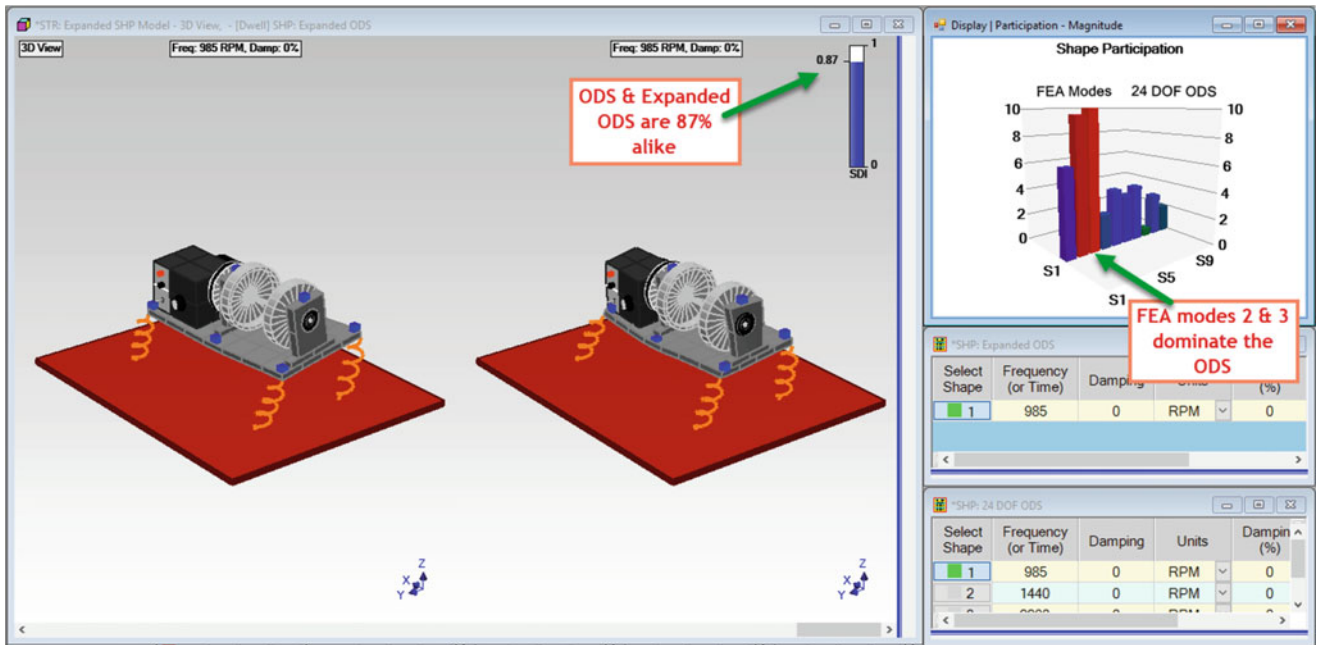 *STR: Expanded SHP Model - 3D View, - [Dwell] SHP: Expanded ODS
3D View
Freq: 985 RPM, Damp: 0%
Freq: 985 RPM, Damp: 0%
1
0.87
0
SDI
ODS & Expanded
ODS are 87%
alike
X
Y
Z
X
Y
Z
Display | Participation - Magnitude
Shape Participation
FEA Modes 24 DOF ODS
10 10
8 8
6 6
4 4
2 2
0 0
S1
S1
S5
S9
FEA modes 2 & 3
dominate the
ODS
*SHP: Expanded ODS
Select Shape Frequency (or Time) Damping (%)
1 985 0 RPM 0
*SHP: 24 DOF ODS
Select Shape Frequency (or Time) Damping Units Dampin (%)
1 985 0 RPM 0
2 1440 0 RPM 0